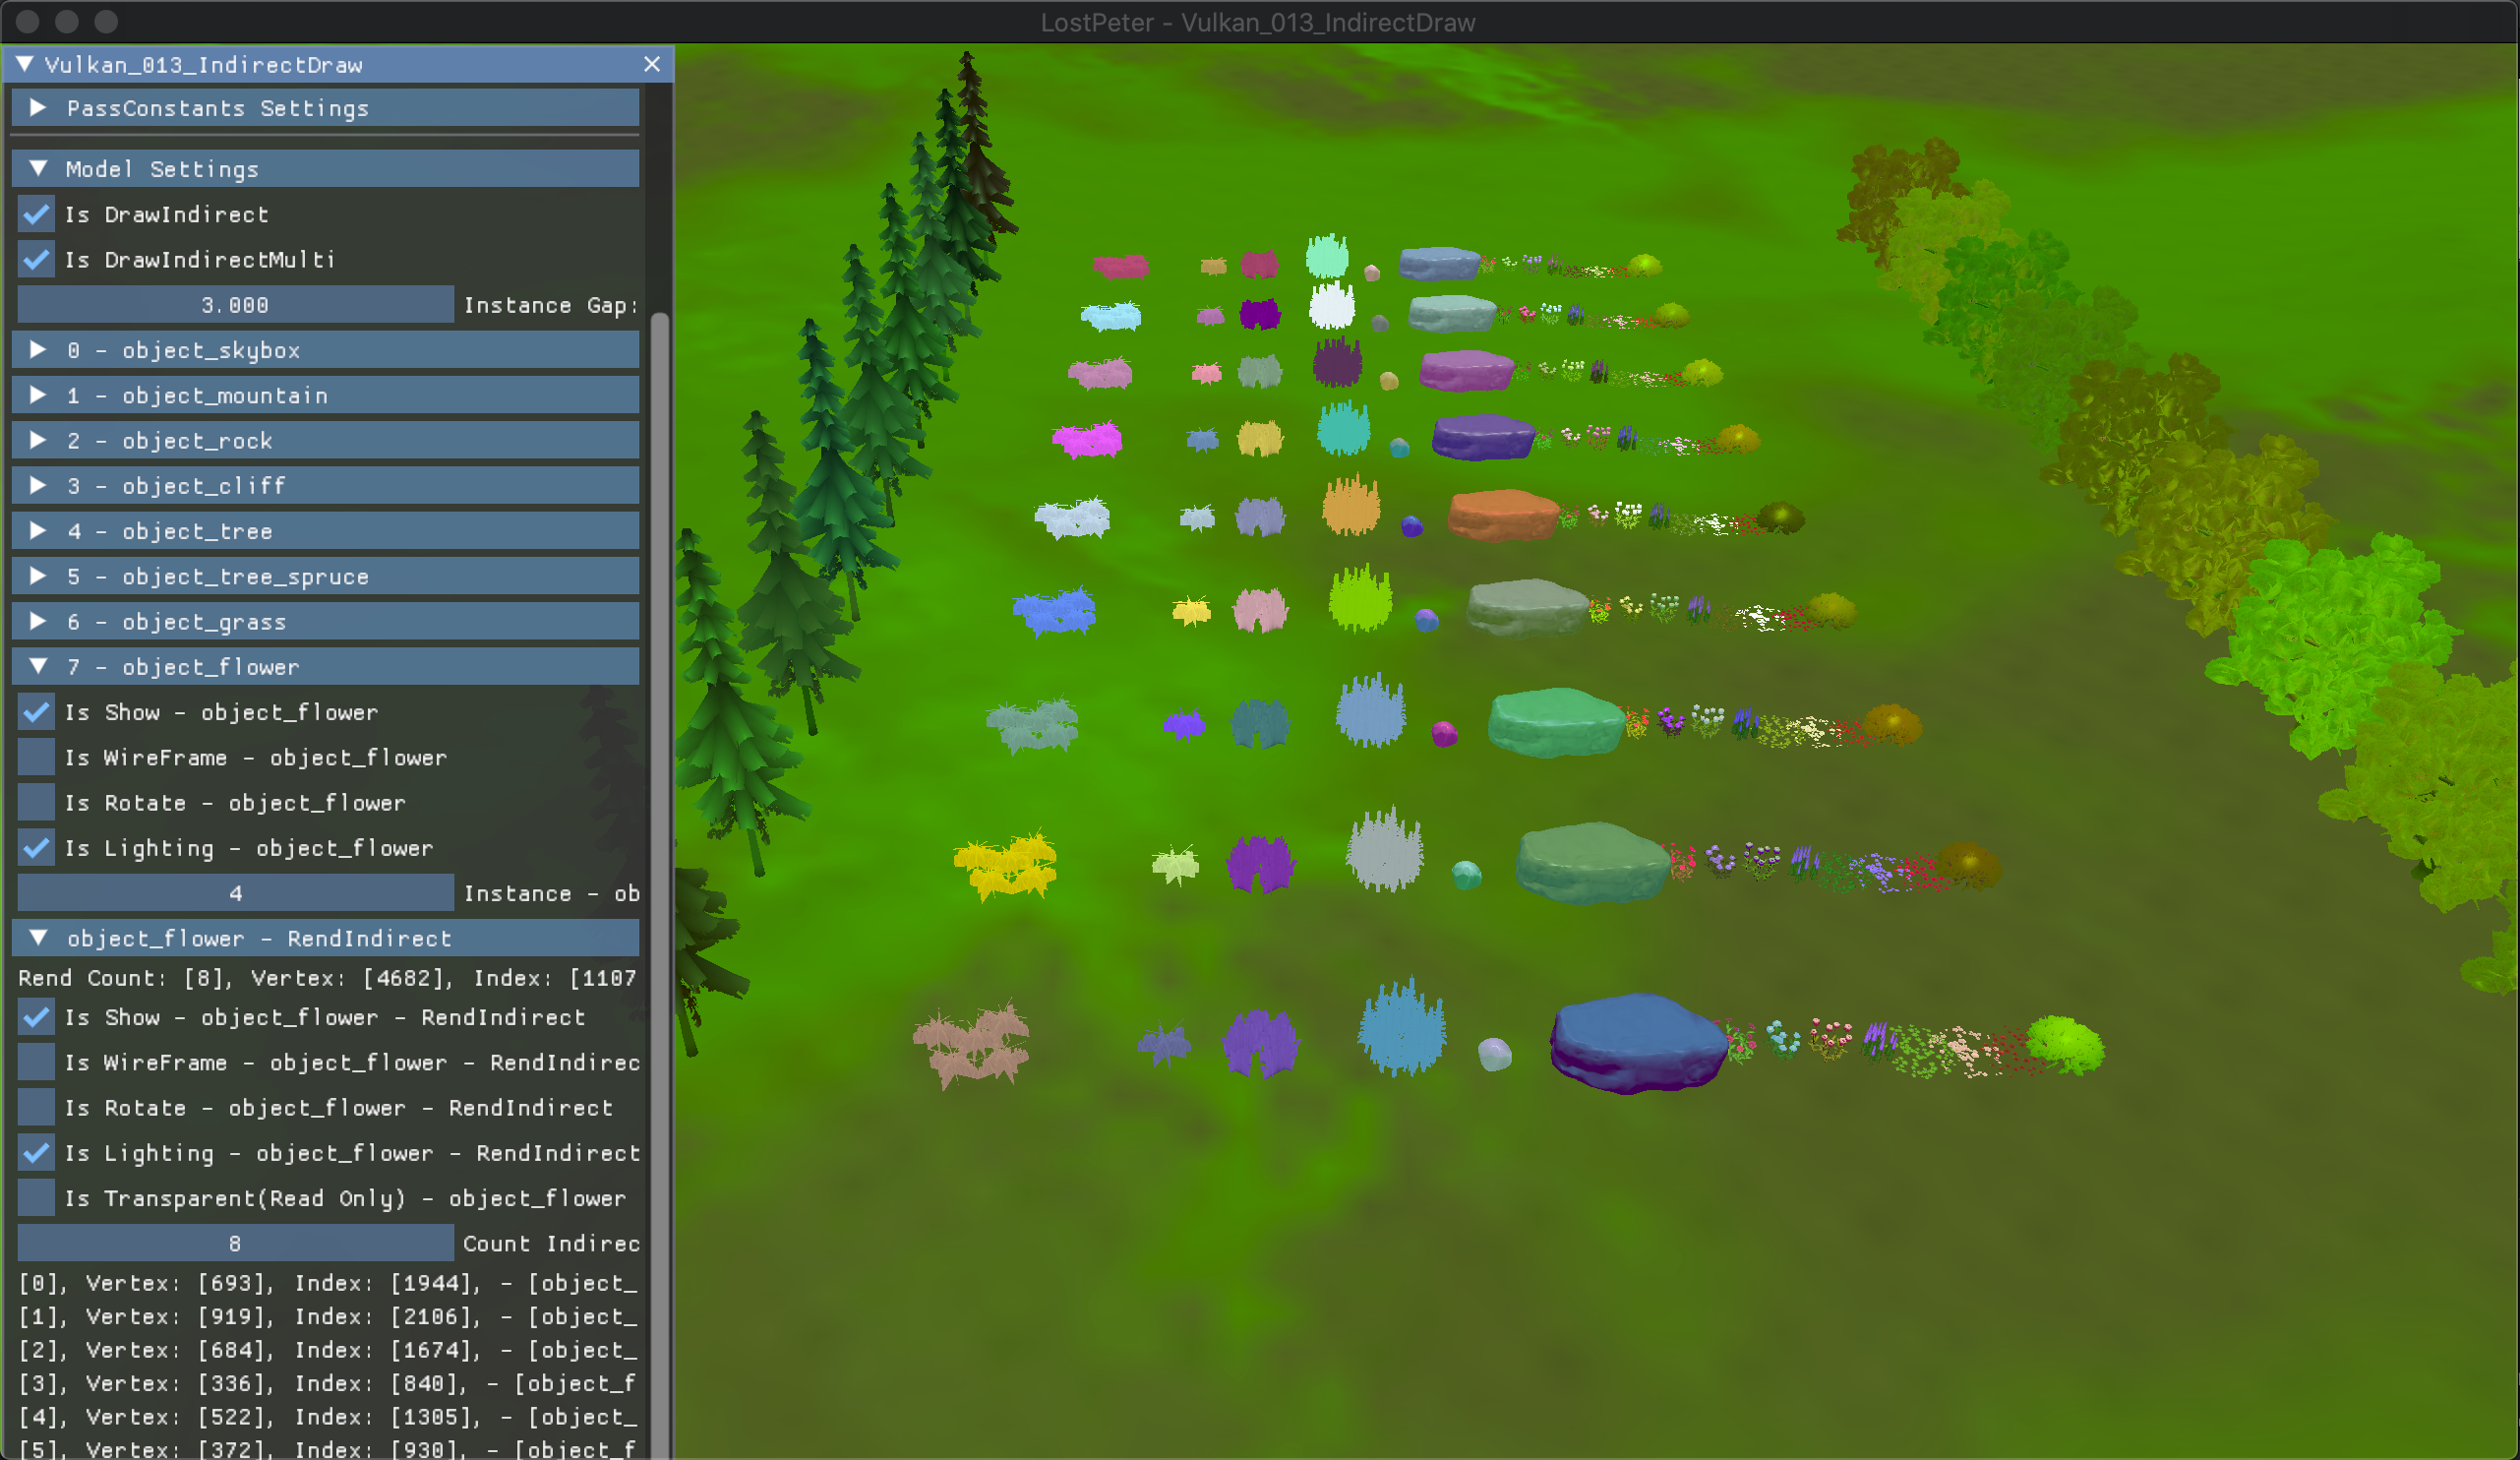 LostPeter - Vulkan_013_IndirectDraw
Vulkan_013_IndirectDraw
PassConstants Settings
Model Settings
Is DrawIndirect
Is DrawIndirectMulti
3.000 Instance Gap:
0 - object_skybox
1 - object_mountain
2 - object_rock
3 - object_cliff
4 - object_tree
5 - object_tree_spruce
6 - object_grass
7 - object_flower
Is Show - object_flower
Is WireFrame - object_flower
Is Rotate - object_flower
Is Lighting - object_flower
4 Instance - ob
object_flower - RendIndirect
Rend Count: [8], Vertex: [4682], Index: [1107
Is Show - object_flower - RendIndirect
Is WireFrame - object_flower - RendIndirec
Is Rotate - object_flower - RendIndirect
Is Lighting - object_flower - RendIndirect
Is Transparent(Read Only) - object_flower
8 Count Indirec
[0], Vertex: [693], Index: [1944], - [object_
[1], Vertex: [919], Index: [2106], - [object_
[2], Vertex: [684], Index: [1674], - [object_
[3], Vertex: [336], Index: [840], - [object_f
[4], Vertex: [522], Index: [1305], - [object_
[5], Vertex: [372], Index: [930], - [object_f